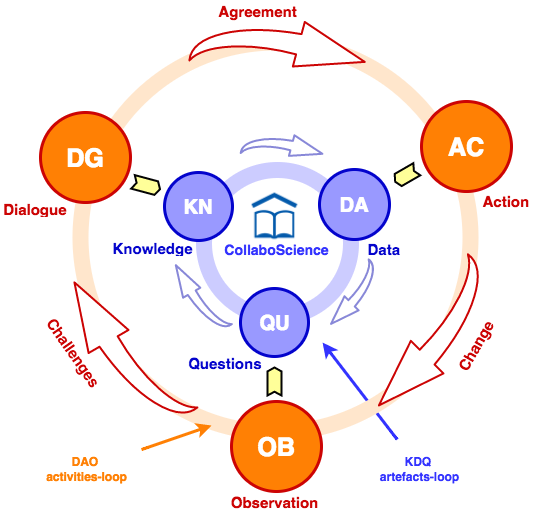 Agreement
DG
AC
Dialogue
Action
KN
DA
Knowledge
CollaboScience
Data
QU
Questions
Challenges
Change
OB
Observation
DAO
activities-loop
KDQ
artefacts-loop